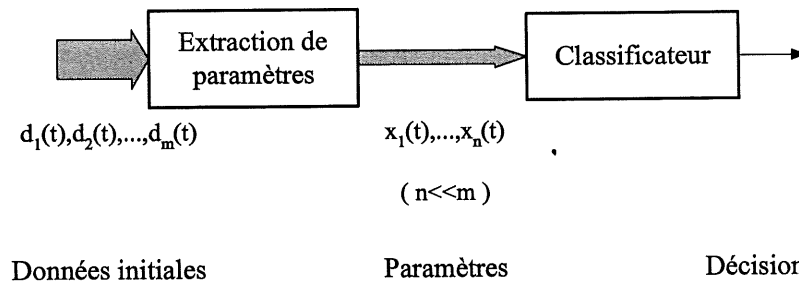 Extraction de
paramètres
Classificateur
d₁(t),d₂(t),...,dₘ(t)
x₁(t),...,xₙ(t)
( n<<m )
Données initiales
Paramètres
Décision